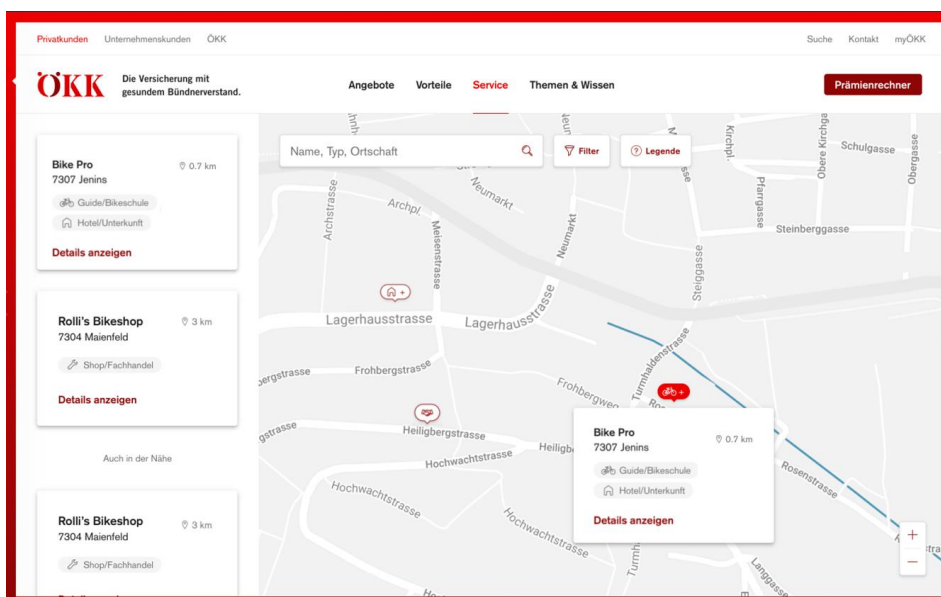 Privatkunden Unternehmenskunden ÖKK
Suche Kontakt myÖKK
ÖKK
Die Versicherung mit
gesundem Bündnerverstand.
Angebote Vorteile Service Themen & Wissen
Prämienrechner
Bike Pro
0.7 km
7307 Jenins
Guide/Bikeschule
Hotel/Unterkunft
Details anzeigen
Rolli's Bikeshop
3 km
7304 Maienfeld
Shop/Fachhandel
Details anzeigen
Auch in der Nähe
Rolli's Bikeshop
3 km
7304 Maienfeld
Shop/Fachhandel
Name, Typ, Ortschaft
Filter
? Legende
Kirchpl.
Obere Kirchga
Schulgasse
Obergasse
Archstrasse
Archpl.
Neumarkt
Meisenstrasse
Neumarkt
Pfarrgasse
Steinberggasse
Steiggasse
+
Lagerhausstrasse
Lagerhausstrasse
Turmhaldenstrasse
Frohbergstrasse
Frohbergweg
+
Heiligbergstrasse
Heiligb
Hochwachtstrasse
Hochwachtstrasse
Hochwachtstrasse
Rosenstrasse
Bike Pro
0.7 km
7307 Jenins
Guide/Bikeschule
Hotel/Unterkunft
Details anzeigen
Turmh
Langgasse
+
−